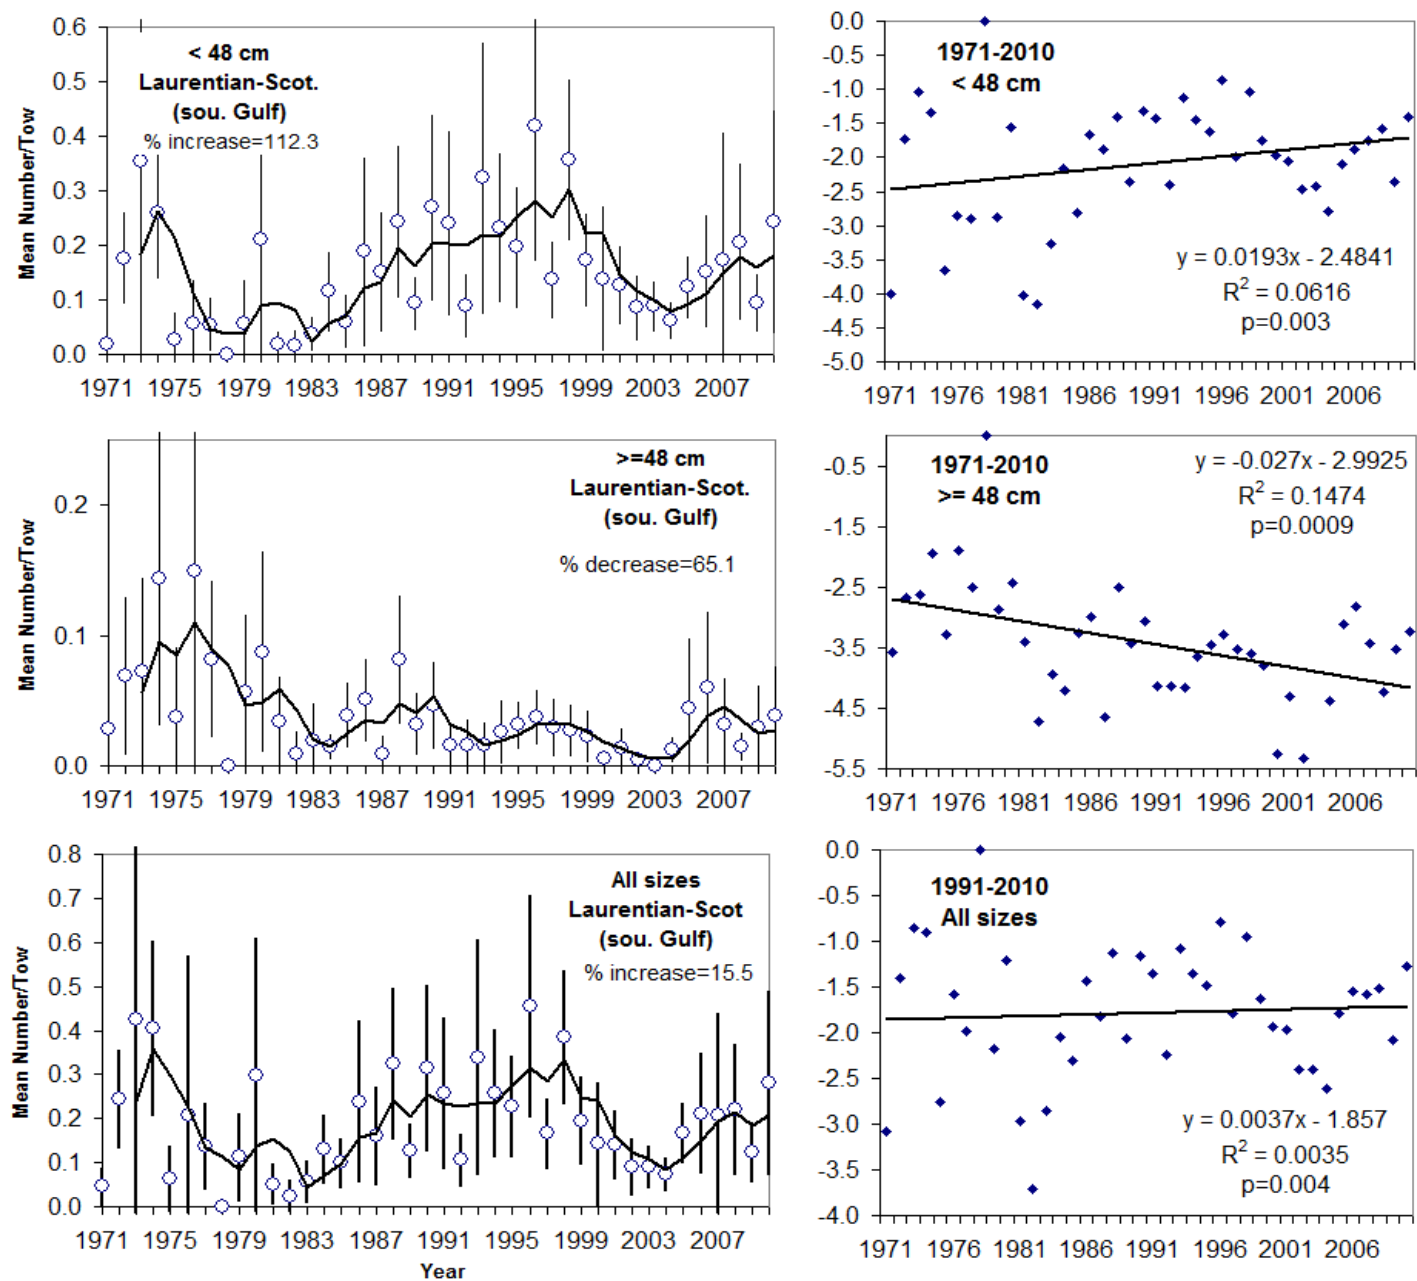 0.6
0.5
0.4
0.3
0.2
0.1
0.0
Mean Number/Tow
< 48 cm
Laurentian-Scot.
(sou. Gulf)
% increase=112.3
1971 1975 1979 1983 1987 1991 1995 1999 2003 2007
0.0
-0.5
-1.0
-1.5
-2.0
-2.5
-3.0
-3.5
-4.0
-4.5
-5.0
1971-2010
< 48 cm
y = 0.0193x - 2.4841
R² = 0.0616
p=0.003
1971 1976 1981 1986 1991 1996 2001 2006
0.2
0.1
0.0
Mean Number/Tow
>=48 cm
Laurentian-Scot.
(sou. Gulf)
% decrease=65.1
1971 1975 1979 1983 1987 1991 1995 1999 2003 2007
-0.5
-1.5
-2.5
-3.5
-4.5
-5.5
1971-2010
>= 48 cm
y = -0.027x - 2.9925
R² = 0.1474
p=0.0009
1971 1976 1981 1986 1991 1996 2001 2006
0.8
0.7
0.6
0.5
0.4
0.3
0.2
0.1
0.0
Mean Number/Tow
All sizes
Laurentian-Scot
(sou. Gulf)
% increase=15.5
1971 1975 1979 1983 1987 1991 1995 1999 2003 2007
Year
0.0
-0.5
-1.0
-1.5
-2.0
-2.5
-3.0
-3.5
-4.0
1991-2010
All sizes
y = 0.0037x - 1.857
R² = 0.0035
p=0.004
1971 1976 1981 1986 1991 1996 2001 2006